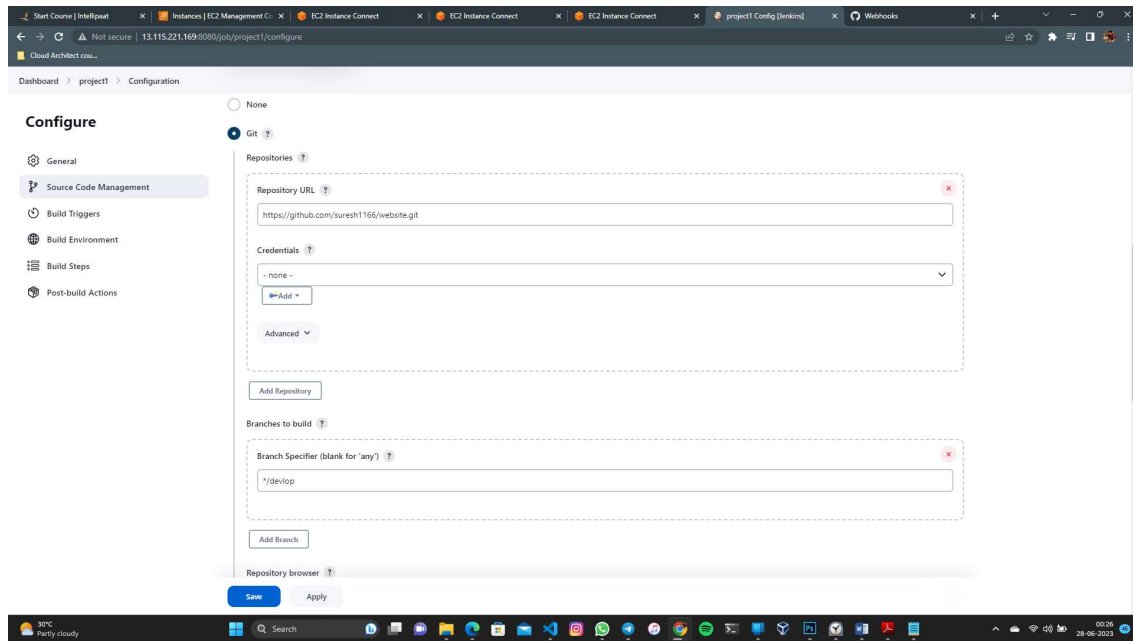 Start Course | Intellipaat
Instances | EC2 Management Co
EC2 Instance Connect
EC2 Instance Connect
EC2 Instance Connect
project1 Config [Jenkins]
Webhooks
Not secure | 13.115.221.169:8080/job/project1/configure
Cloud Architect cou...
Dashboard > project1 > Configuration
Configure
General
Source Code Management
Build Triggers
Build Environment
Build Steps
Post-build Actions
None
Git ?
Repositories ?
Repository URL ?
https://github.com/suresh1166/website.git
Credentials ?
- none -
Add
Advanced
Add Repository
Branches to build ?
Branch Specifier (blank for 'any') ?
*/devlop
Add Branch
Repository browser ?
Save Apply
30°C
Partly cloudy
Search
00:26
28-06-2023